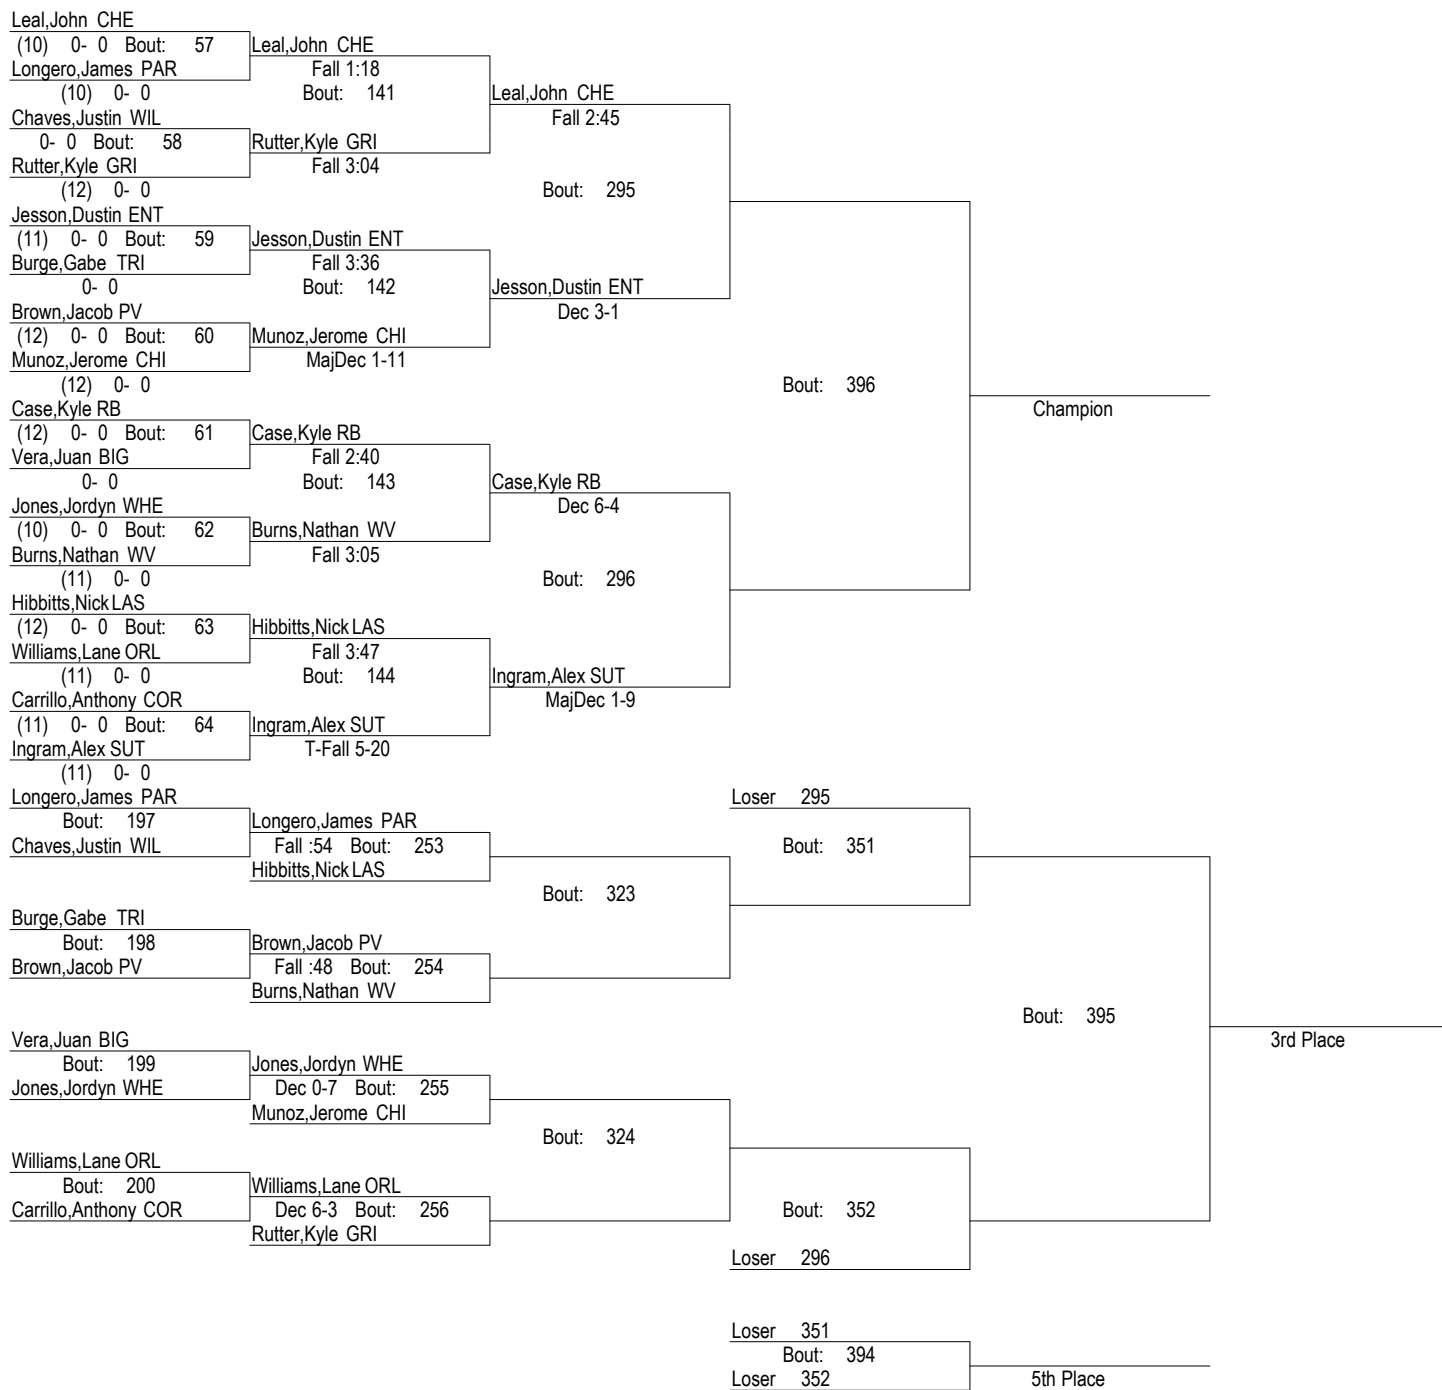 Leal,John CHE
(10) 0- 0 Bout: 57 Leal,John CHE
Longero,James PAR Fall 1:18
(10) 0- 0 Bout: 141 Leal,John CHE
Chaves,Justin WIL Fall 2:45
0- 0 Bout: 58 Rutter,Kyle GRI
Rutter,Kyle GRI Fall 3:04
(12) 0- 0 Bout: 295
Jesson,Dustin ENT
(11) 0- 0 Bout: 59 Jesson,Dustin ENT
Burge,Gabe TRI Fall 3:36
0- 0 Bout: 142 Jesson,Dustin ENT
Brown,Jacob PV Dec 3-1
(12) 0- 0 Bout: 60 Munoz,Jerome CHI
Munoz,Jerome CHI MajDec 1-11
(12) 0- 0 Bout: 396
Case,Kyle RB Champion
(12) 0- 0 Bout: 61 Case,Kyle RB
Vera,Juan BIG Fall 2:40
0- 0 Bout: 143 Case,Kyle RB
Jones,Jordyn WHE Dec 6-4
(10) 0- 0 Bout: 62 Burns,Nathan WV
Burns,Nathan WV Fall 3:05
(11) 0- 0 Bout: 296
Hibbitts,Nick LAS
(12) 0- 0 Bout: 63 Hibbitts,Nick LAS
Williams,Lane ORL Fall 3:47
(11) 0- 0 Bout: 144 Ingram,Alex SUT
Carrillo,Anthony COR MajDec 1-9
(11) 0- 0 Bout: 64 Ingram,Alex SUT
Ingram,Alex SUT T-Fall 5-20
(11) 0- 0
Longero,James PAR Loser 295
Bout: 197 Longero,James PAR
Chaves,Justin WIL Fall :54 Bout: 253 Bout: 351
Hibbitts,Nick LAS
Bout: 323
Burge,Gabe TRI
Bout: 198 Brown,Jacob PV
Brown,Jacob PV Fall :48 Bout: 254
Burns,Nathan WV
Bout: 395
Vera,Juan BIG 3rd Place
Bout: 199 Jones,Jordyn WHE
Jones,Jordyn WHE Dec 0-7 Bout: 255
Munoz,Jerome CHI
Bout: 324
Williams,Lane ORL
Bout: 200 Williams,Lane ORL
Carrillo,Anthony COR Dec 6-3 Bout: 256 Bout: 352
Rutter,Kyle GRI
Loser 296
Loser 351
Bout: 394
Loser 352 5th Place